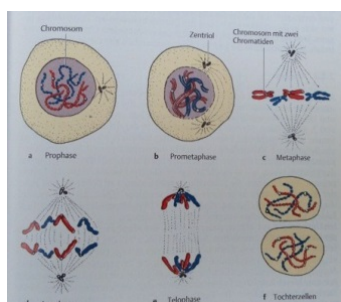 Chromosom
Zentriol
Chromosom mit zwei
Chromatiden
a Prophase
b Prometaphase
c Metaphase
e Telophase
f Tochterzellen